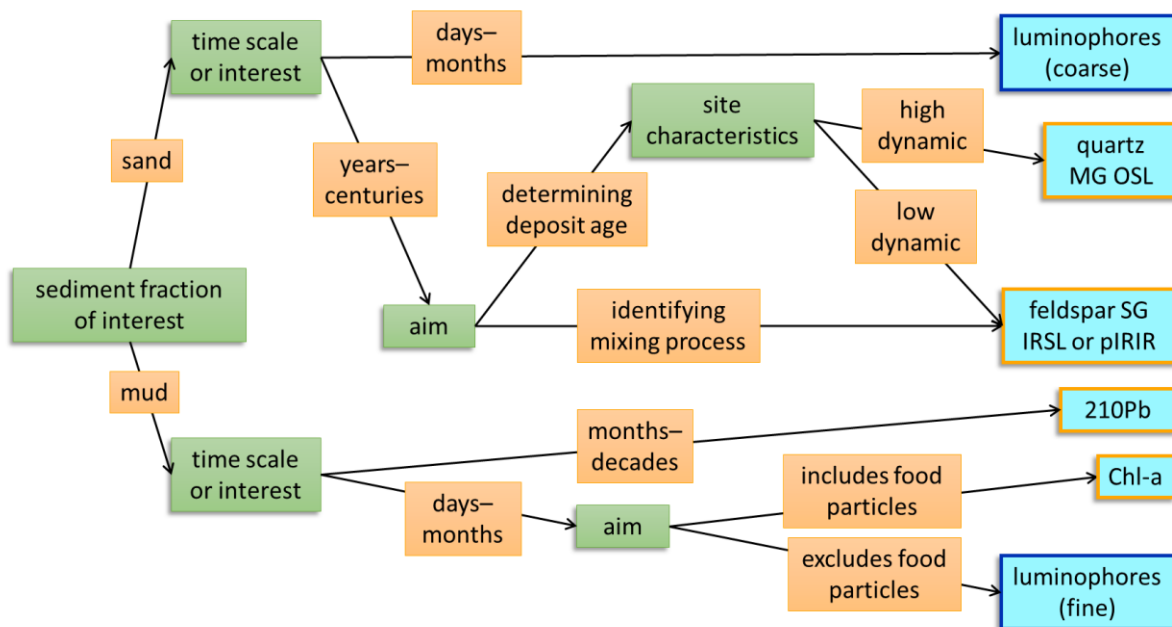 time scale
or interest
days–
months
luminophores
(coarse)
site
characteristics
high
dynamic
quartz
MG OSL
sand
years–
centuries
determining
deposit age
low
dynamic
sediment fraction
of interest
aim
identifying
mixing process
feldspar SG
IRSL or pIRIR
mud
210Pb
time scale
or interest
months–
decades
includes food
particles
Chl-a
days–
months
aim
excludes food
particles
luminophores
(fine)